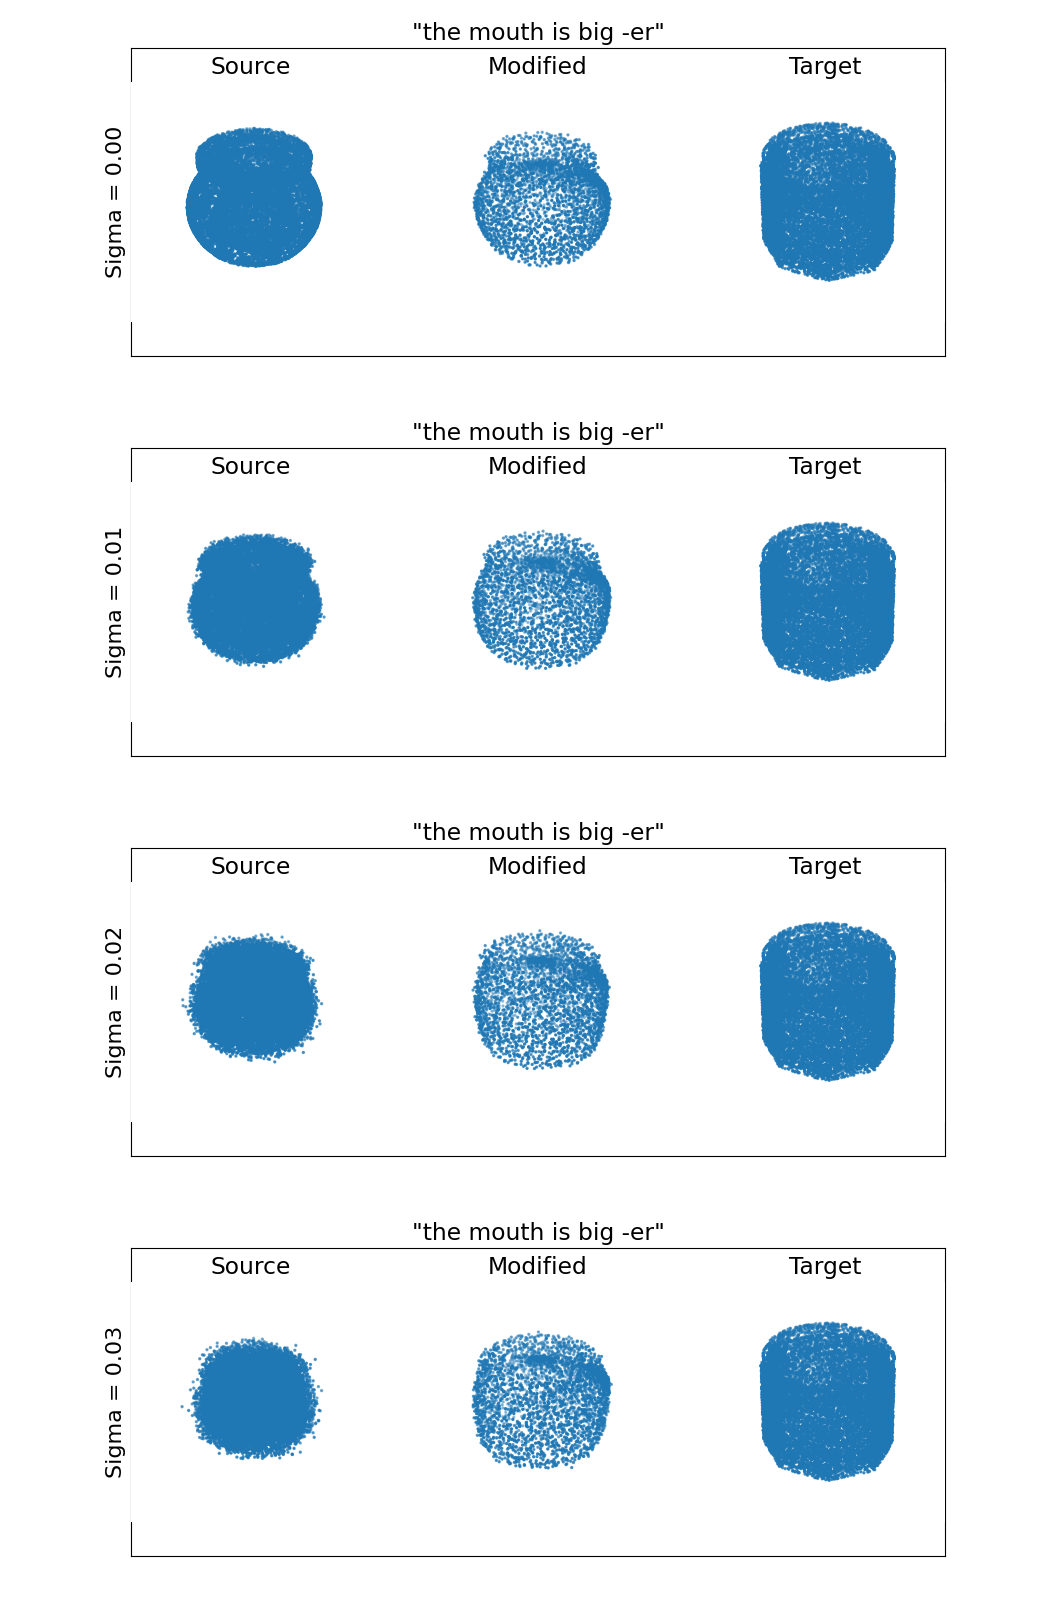 "the mouth is big -er"
Source Modified Target
Sigma = 0.00
"the mouth is big -er"
Source Modified Target
Sigma = 0.01
"the mouth is big -er"
Source Modified Target
Sigma = 0.02
"the mouth is big -er"
Source Modified Target
Sigma = 0.03